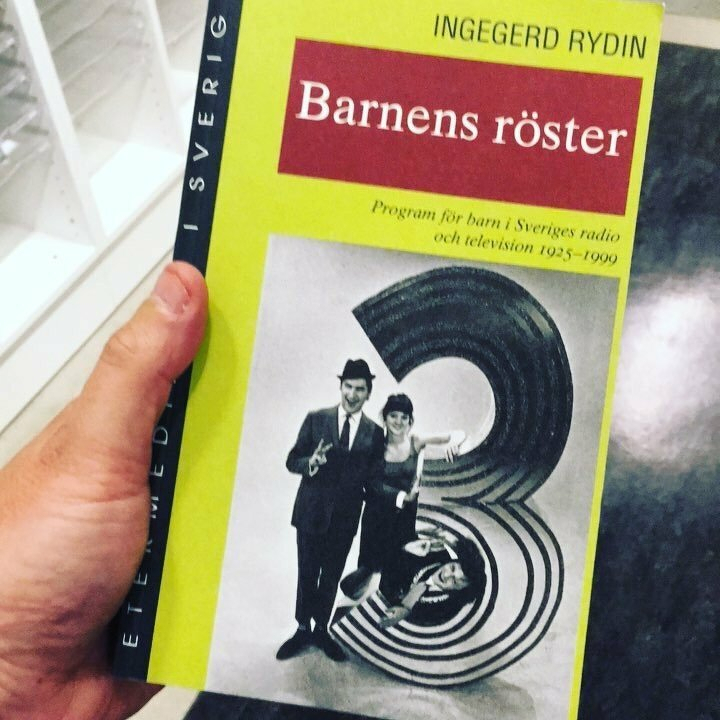 INGEGERD RYDIN
Barnens röster
Program för barn i Sveriges radio
och television 1925–1999
I SVERIG